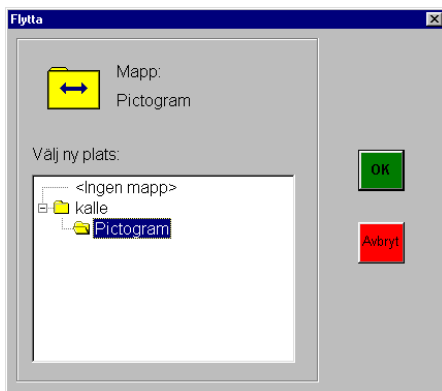 Flytta
Mapp:
Pictogram
Välj ny plats:
<Ingen mapp>
kalle
Pictogram
OK
Avbryt